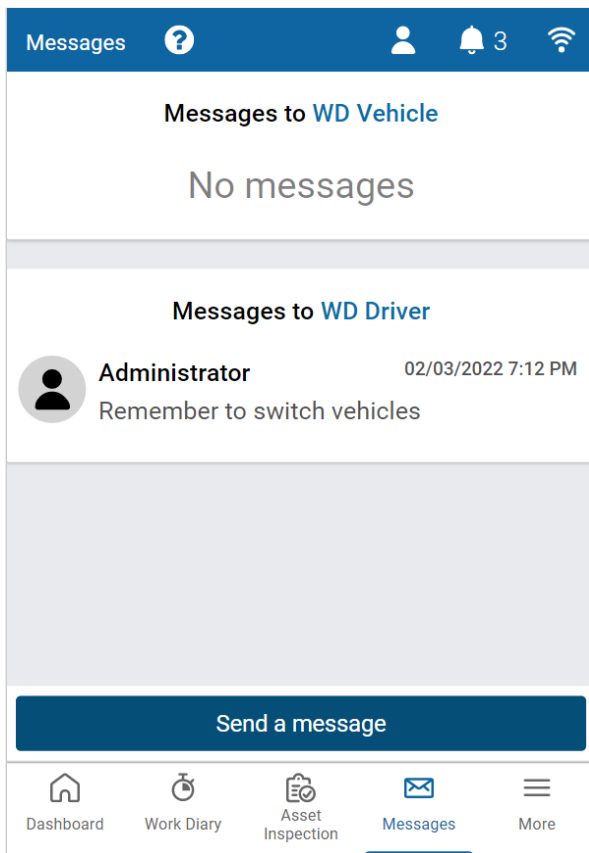 Messages ? 3
Messages to WD Vehicle
No messages
Messages to WD Driver
Administrator 02/03/2022 7:12 PM
Remember to switch vehicles
Send a message
Dashboard Work Diary Asset Inspection Messages More